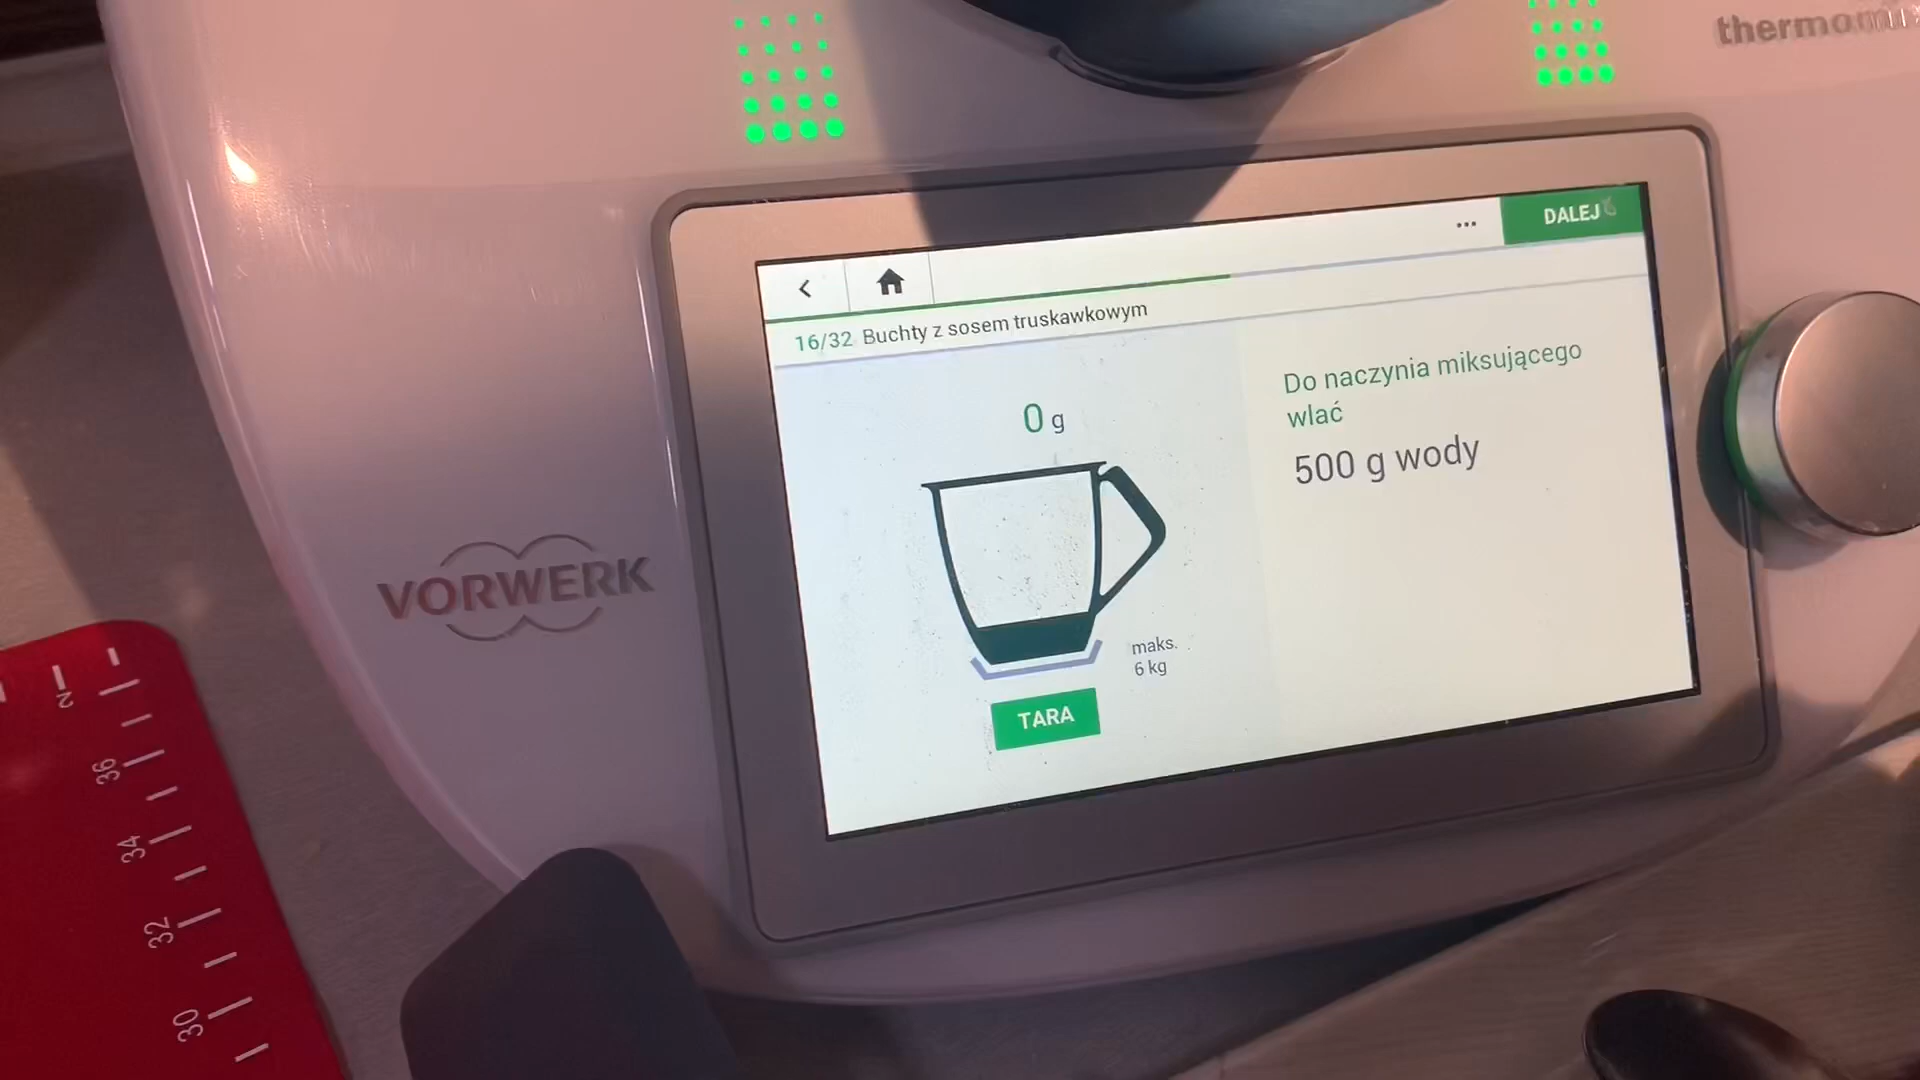 thermomix
DALEJ
16/32 Buchty z sosem truskawkowym
0 g
Do naczynia miksującego
wlać
500 g wody
maks.
6 kg
TARA
VORWERK
2
36
34
32
30